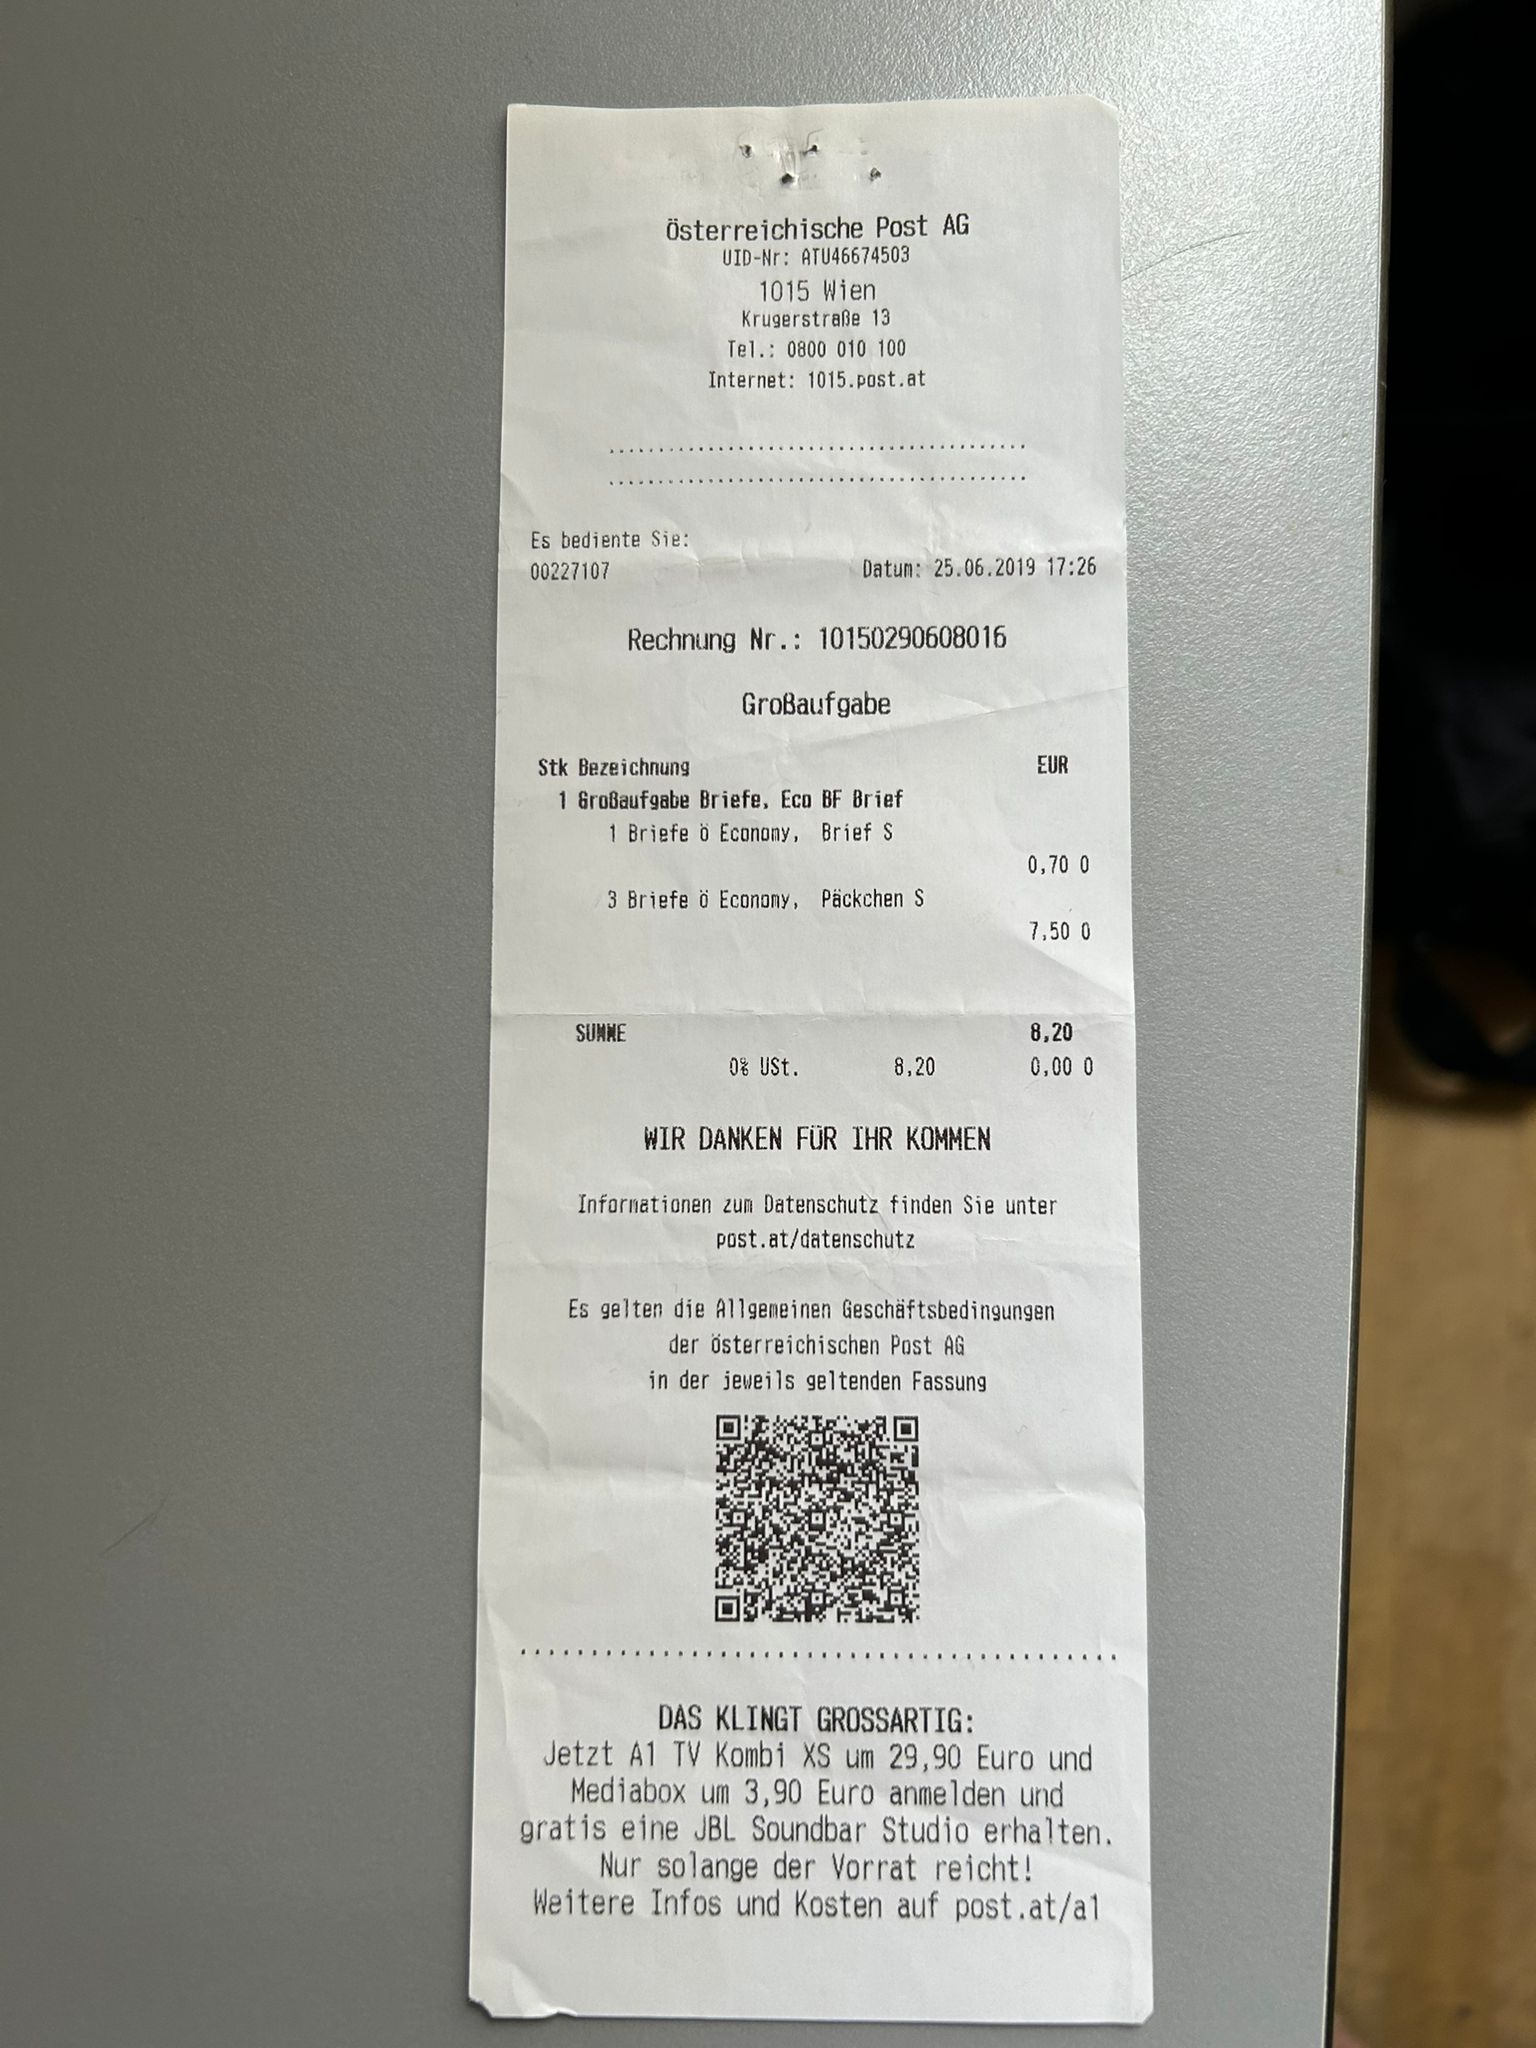 Österreichische Post AG
UID-Nr: ATU46674503
1015 Wien
Krugerstraße 13
Tel.: 0800 010 100
Internet: 1015.post.at
Es bediente Sie:
00227107 Datum: 25.06.2019 17:26
Rechnung Nr.: 10150290608016
Großaufgabe
Stk Bezeichnung EUR
1 Großaufgabe Briefe, Eco BF Brief
1 Briefe ö Economy, Brief S
0,70 0
3 Briefe ö Economy, Päckchen S
7,50 0
SUMME 8,20
0% USt. 8,20 0,00 0
WIR DANKEN FÜR IHR KOMMEN
Informationen zum Datenschutz finden Sie unter
post.at/datenschutz
Es gelten die Allgemeinen Geschäftsbedingungen
der österreichischen Post AG
in der jeweils geltenden Fassung
DAS KLINGT GROSSARTIG:
Jetzt A1 TV Kombi XS um 29,90 Euro und
Mediabox um 3,90 Euro anmelden und
gratis eine JBL Soundbar Studio erhalten.
Nur solange der Vorrat reicht!
Weitere Infos und Kosten auf post.at/a1